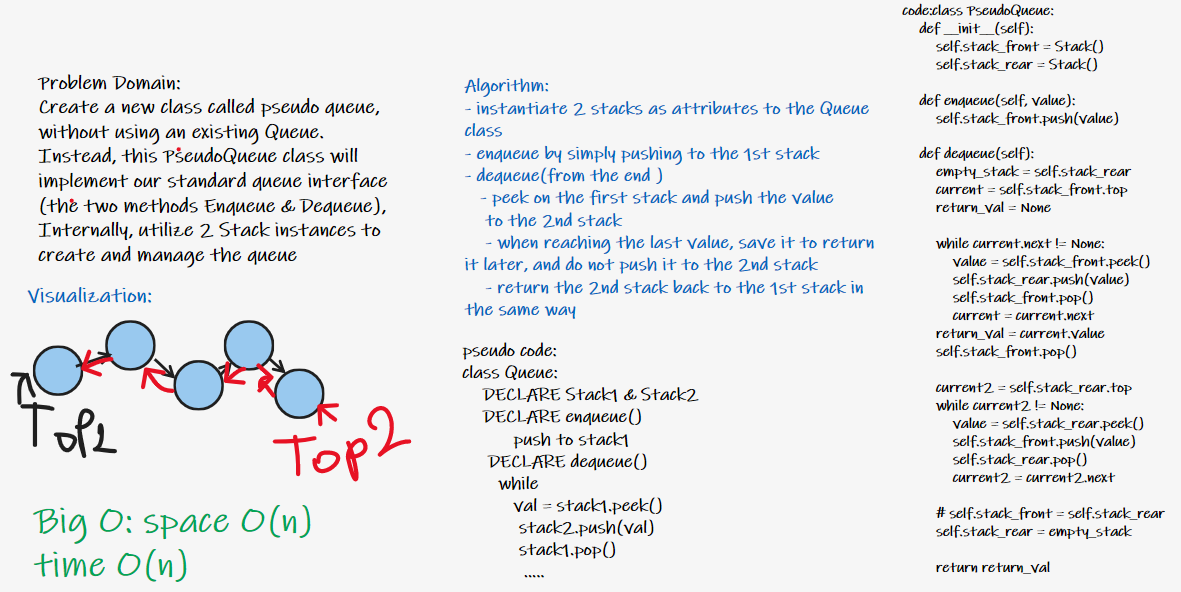 Problem Domain:
Create a new class called pseudo queue,
without using an existing Queue.
Instead, this PseudoQueue class will
implement our standard queue interface
(the two methods Enqueue & Dequeue),
Internally, utilize 2 Stack instances to
create and manage the queue
Visualization:
Top1
Top2
Big O: space O(n)
time O(n)
Algorithm:
- instantiate 2 stacks as attributes to the Queue
class
- enqueue by simply pushing to the 1st stack
- dequeue(from the end )
- peek on the first stack and push the value
to the 2nd stack
- when reaching the last value, save it to return
it later, and do not push it to the 2nd stack
- return the 2nd stack back to the 1st stack in
the same way
pseudo code:
class Queue:
DECLARE Stack1 & Stack2
DECLARE enqueue()
push to stack1
DECLARE dequeue()
while
val = stack1.peek()
stack2.push(val)
stack1.pop()
.....
code:class PseudoQueue:
def __init__(self):
self.stack_front = Stack()
self.stack_rear = Stack()
def enqueue(self, value):
self.stack_front.push(value)
def dequeue(self):
empty_stack = self.stack_rear
current = self.stack_front.top
return_val = None
while current.next != None:
value = self.stack_front.peek()
self.stack_rear.push(value)
self.stack_front.pop()
current = current.next
return_val = current.value
self.stack_front.pop()
current2 = self.stack_rear.top
while current2 != None:
value = self.stack_rear.peek()
self.stack_front.push(value)
self.stack_rear.pop()
current2 = current2.next
# self.stack_front = self.stack_rear
self.stack_rear = empty_stack
return return_val